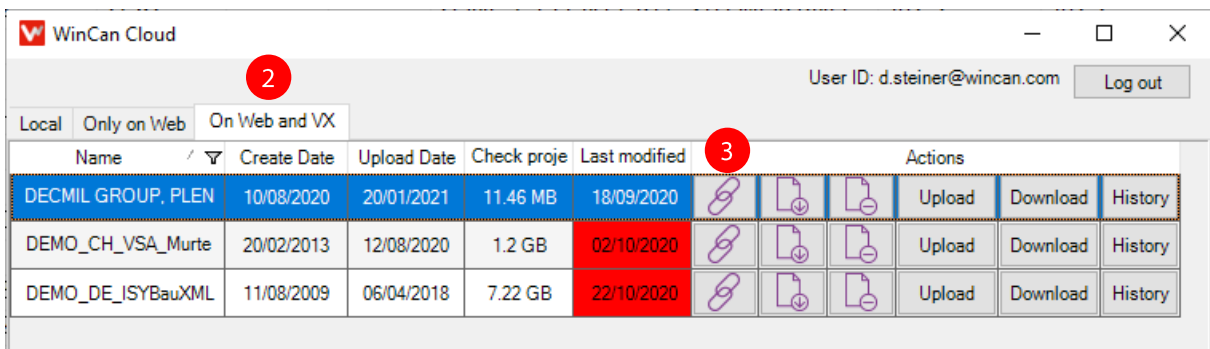 WinCan Cloud
2
User ID: d.steiner@wincan.com Log out
Local Only on Web On Web and VX
Name Create Date Upload Date Check proje Last modified 3 Actions
DECMIL GROUP, PLEN 10/08/2020 20/01/2021 11.46 MB 18/09/2020 Upload Download History
DEMO_CH_VSA_Murte 20/02/2013 12/08/2020 1.2 GB 02/10/2020 Upload Download History
DEMO_DE_ISYBauXML 11/08/2009 06/04/2018 7.22 GB 22/10/2020 Upload Download History